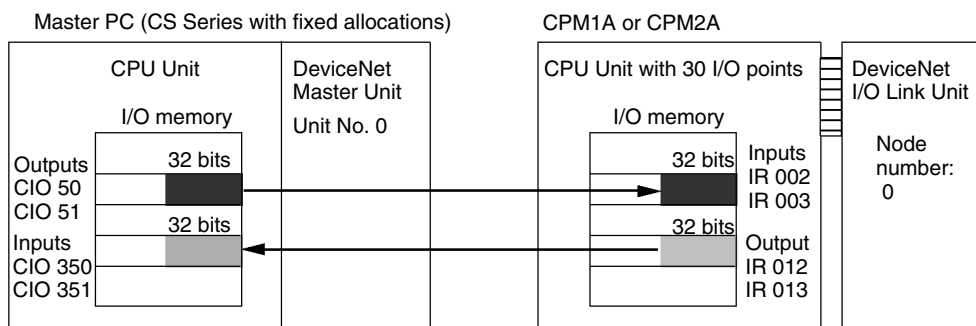 Master PC (CS Series with fixed allocations)
CPM1A or CPM2A
CPU Unit
DeviceNet
Master Unit
Unit No. 0
I/O memory
32 bits
Outputs
CIO 50
CIO 51
32 bits
Inputs
CIO 350
CIO 351
CPU Unit with 30 I/O points
I/O memory
32 bits
Inputs
IR 002
IR 003
32 bits
Output
IR 012
IR 013
DeviceNet
I/O Link Unit
Node
number:
0